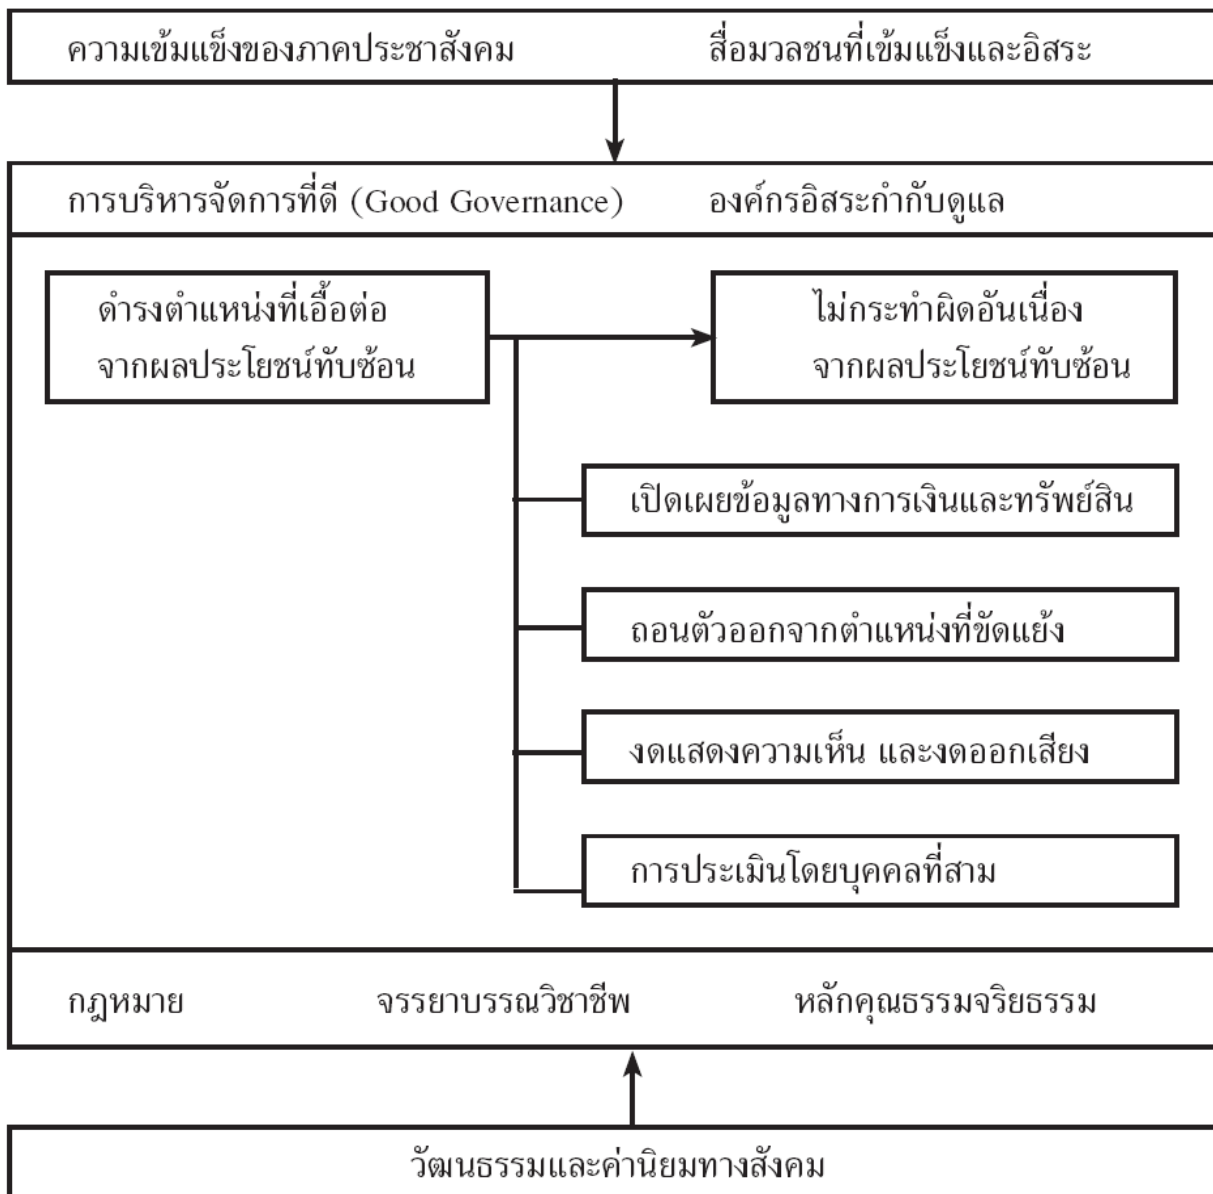 ความเข้มแข็งของภาคประชาสังคม สื่อมวลชนที่เข้มแข็งและอิสระ
การบริหารจัดการที่ดี (Good Governance) องค์กรอิสระกำกับดูแล
ดำรงตำแหน่งที่เอื้อต่อ
จากผลประโยชน์ทับซ้อน
ไม่กระทำผิดอันเนื่อง
จากผลประโยชน์ทับซ้อน
เปิดเผยข้อมูลทางการเงินและทรัพย์สิน
ถอนตัวออกจากตำแหน่งที่ขัดแย้ง
งดแสดงความเห็น และงดออกเสียง
การประเมินโดยบุคคลที่สาม
กฎหมาย จรรยาบรรณวิชาชีพ หลักคุณธรรมจริยธรรม
วัฒนธรรมและค่านิยมทางสังคม